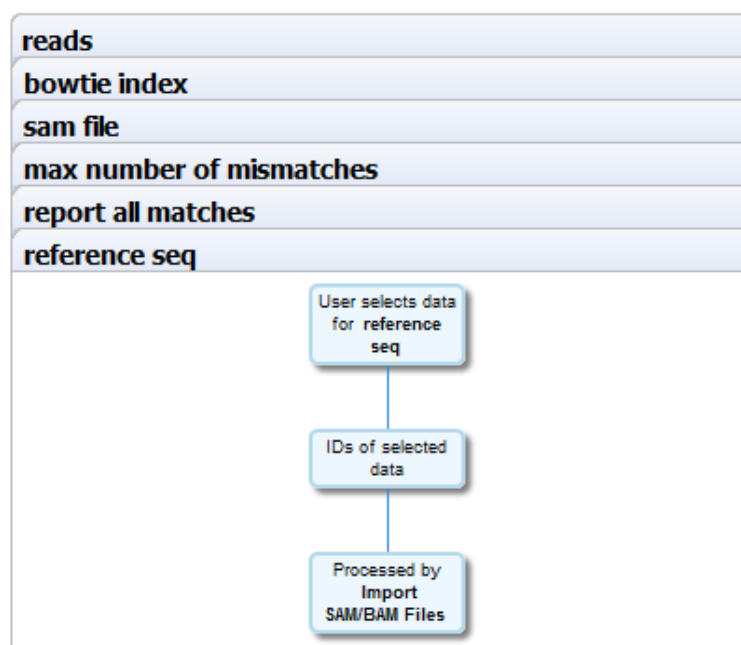 reads
bowtie index
sam file
max number of mismatches
report all matches
reference seq
User selects data
for reference
seq
IDs of selected
data
Processed by
Import
SAM/BAM Files